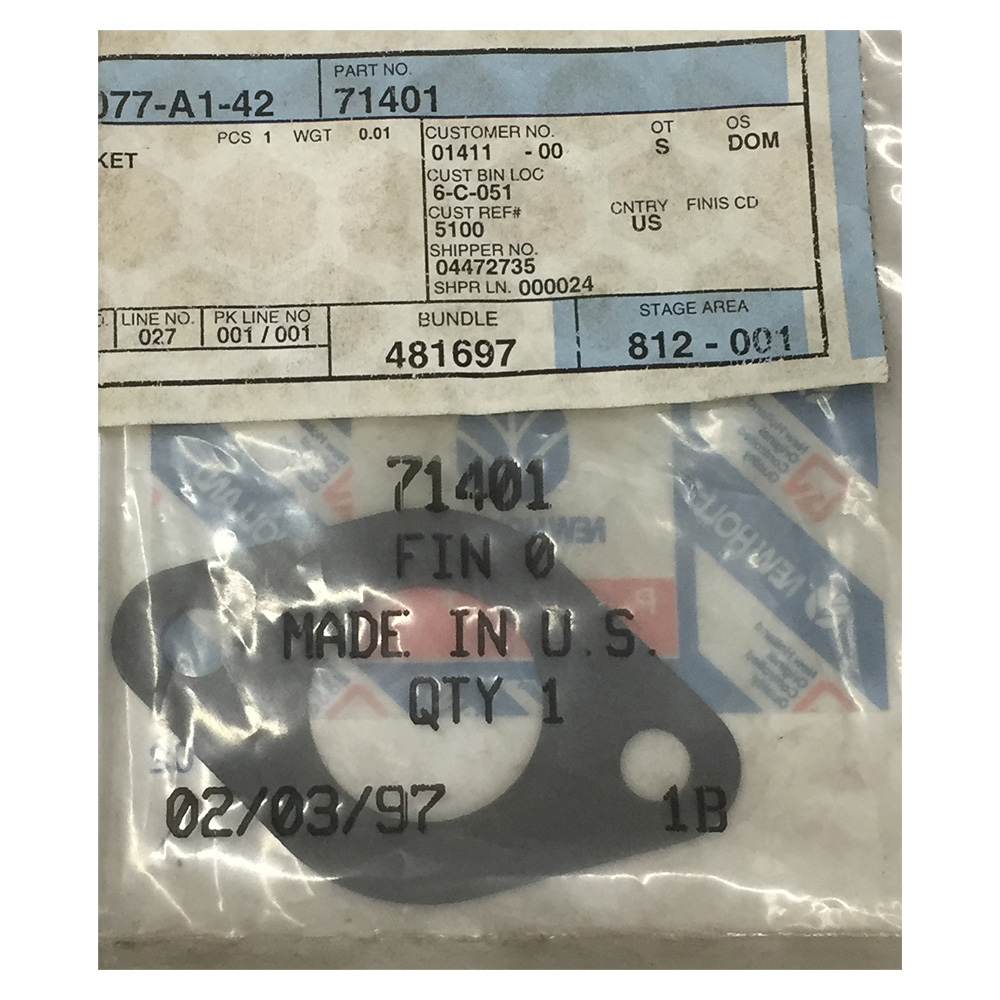 PART NO.
077-A1-42 71401
PCS 1 WGT 0.01
KET
CUSTOMER NO.
01411 - 00
CUST BIN LOC
6-C-051
CUST REF#
5100
SHIPPER NO.
04472735
SHPR LN. 000024
OT
S
OS
DOM
CNTRY FINIS CD
US
LINE NO.
027
PK LINE NO
001 / 001
BUNDLE
481697
STAGE AREA
812 - 001
71401
FIN 0
MADE IN U.S.
QTY 1
02/03/97 1B
NEW HOLLAND